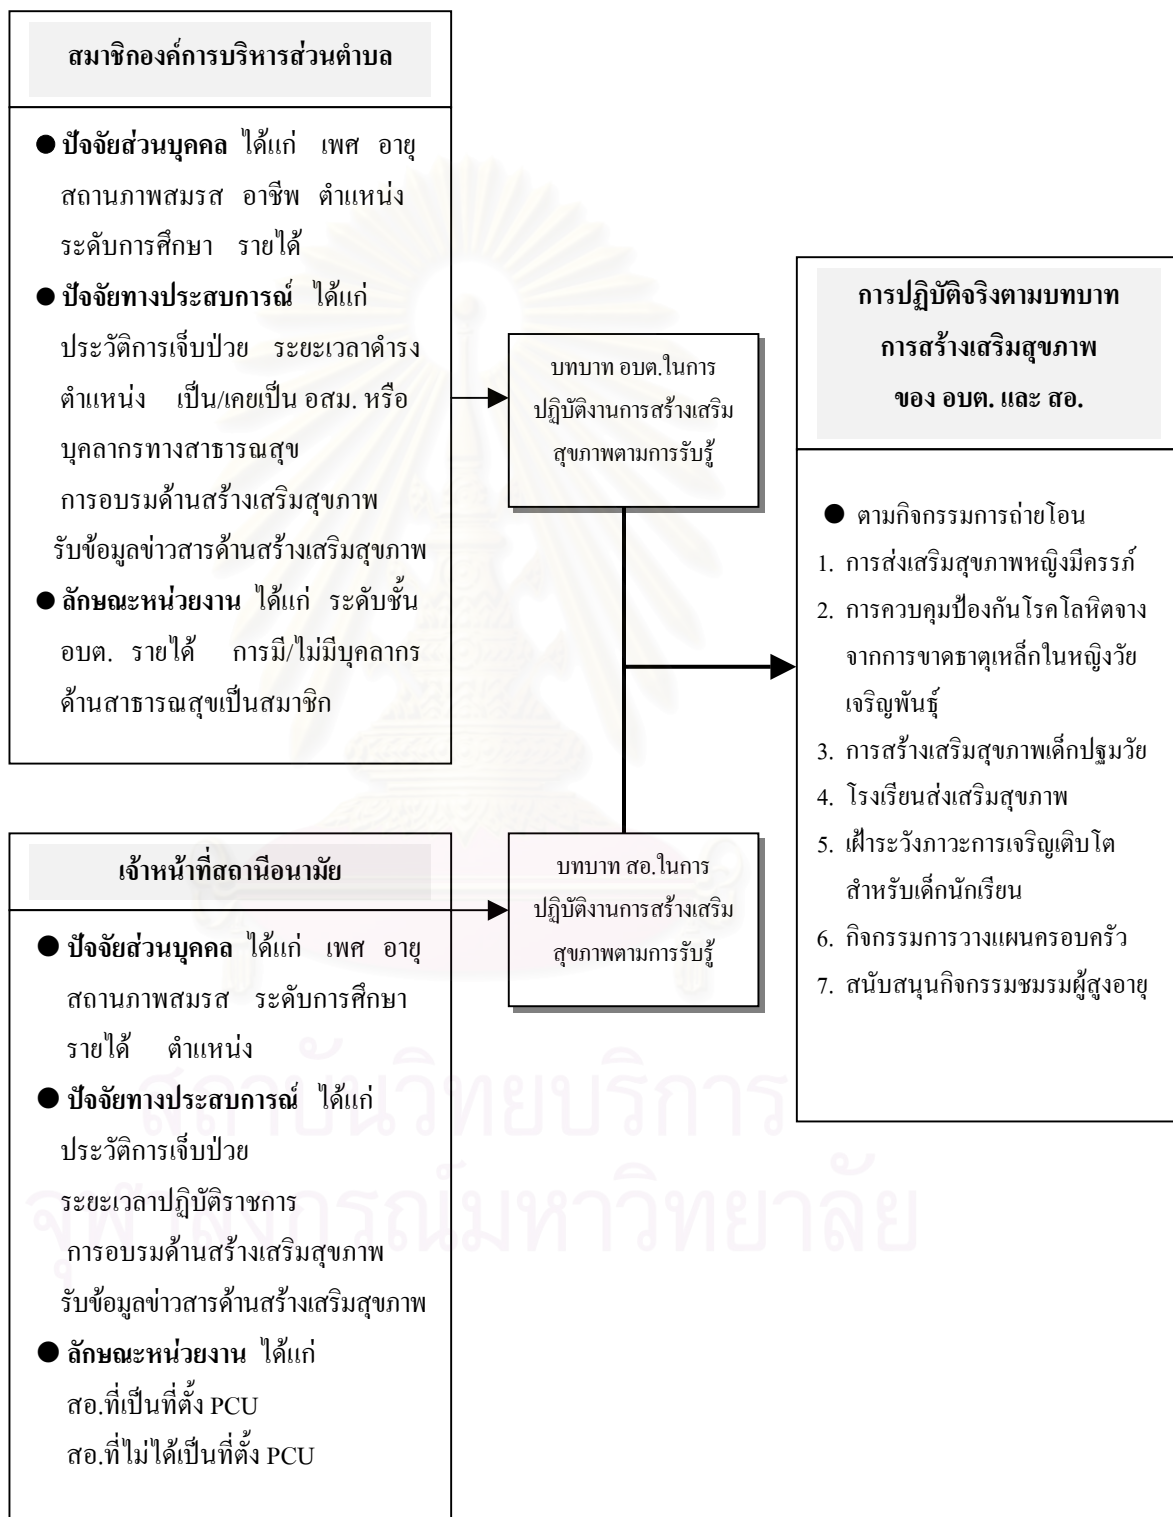 สมาชิกองค์การบริหารส่วนตำบล
● ปัจจัยส่วนบุคคล ได้แก่ เพศ อายุ
สถานภาพสมรส อาชีพ ตำแหน่ง
ระดับการศึกษา รายได้
● ปัจจัยทางประสบการณ์ ได้แก่
ประวัติการเจ็บป่วย ระยะเวลาดำรง
ตำแหน่ง เป็น/เคยเป็น อสม. หรือ
บุคลากรทางสาธารณสุข
การอบรมด้านสร้างเสริมสุขภาพ
รับข้อมูลข่าวสารด้านสร้างเสริมสุขภาพ
● ลักษณะหน่วยงาน ได้แก่ ระดับชั้น
อบต. รายได้ การมี/ไม่มีบุคลากร
ด้านสาธารณสุขเป็นสมาชิก
เจ้าหน้าที่สถานีอนามัย
● ปัจจัยส่วนบุคคล ได้แก่ เพศ อายุ
สถานภาพสมรส ระดับการศึกษา
รายได้ ตำแหน่ง
● ปัจจัยทางประสบการณ์ ได้แก่
ประวัติการเจ็บป่วย
ระยะเวลาปฏิบัติราชการ
การอบรมด้านสร้างเสริมสุขภาพ
รับข้อมูลข่าวสารด้านสร้างเสริมสุขภาพ
● ลักษณะหน่วยงาน ได้แก่
สอ.ที่เป็นที่ตั้ง PCU
สอ.ที่ไม่ได้เป็นที่ตั้ง PCU
บทบาท อบต.ในการ
ปฏิบัติงานการสร้างเสริม
สุขภาพตามการรับรู้
บทบาท สอ.ในการ
ปฏิบัติงานการสร้างเสริม
สุขภาพตามการรับรู้
การปฏิบัติจริงตามบทบาท
การสร้างเสริมสุขภาพ
ของ อบต. และ สอ.
● ตามกิจกรรมการถ่ายโอน
1. การส่งเสริมสุขภาพหญิงมีครรภ์
2. การควบคุมป้องกันโรคโลหิตจาง
จากการขาดธาตุเหล็กในหญิงวัย
เจริญพันธุ์
3. การสร้างเสริมสุขภาพเด็กปฐมวัย
4. โรงเรียนส่งเสริมสุขภาพ
5. เฝ้าระวังภาวะการเจริญเติบโต
สำหรับเด็กนักเรียน
6. กิจกรรมการวางแผนครอบครัว
7. สนับสนุนกิจกรรมชมรมผู้สูงอายุ
สถาบันวิทยบริการ
จุฬาลงกรณ์มหาวิทยาลัย